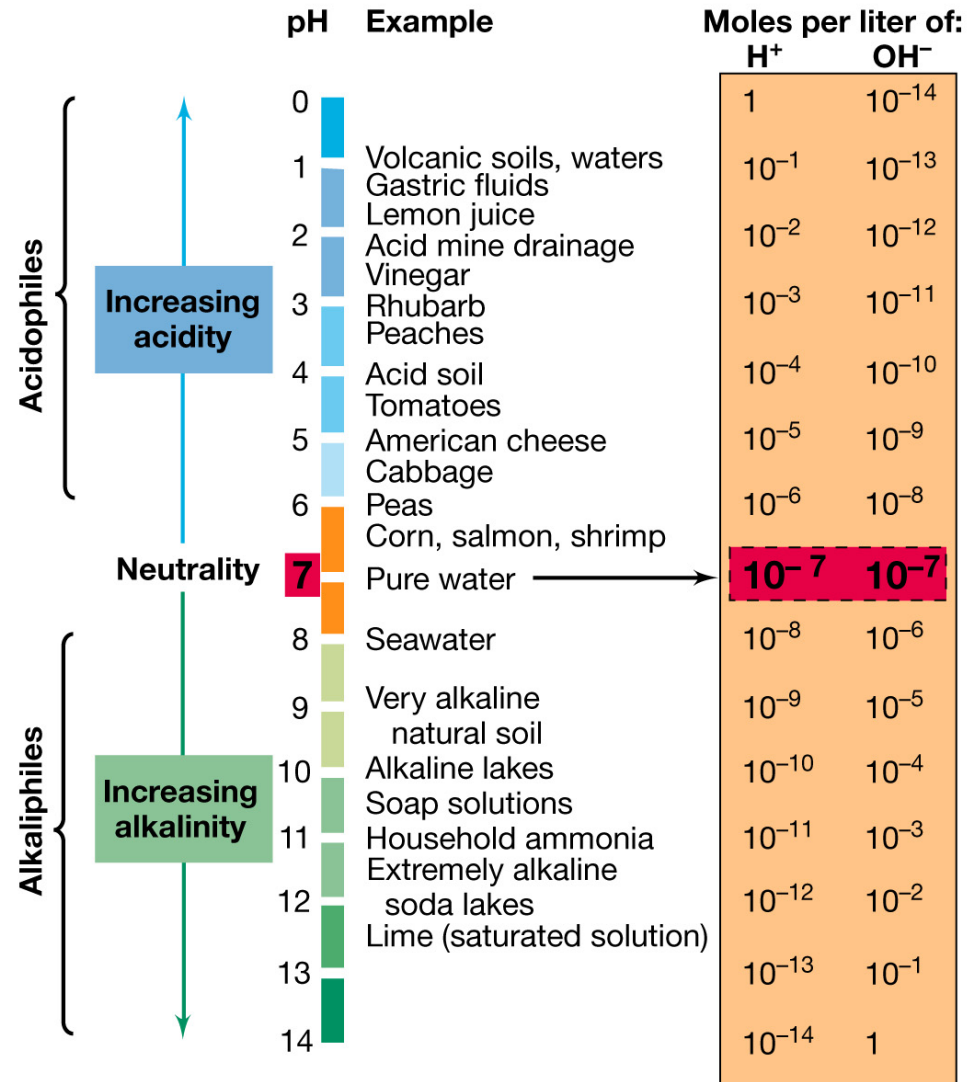 pH Example Moles per liter of:
H⁺ OH⁻
0 1 10⁻¹⁴
1 Volcanic soils, waters 10⁻¹ 10⁻¹³
Gastric fluids
Lemon juice
2 10⁻² 10⁻¹²
Acid mine drainage
Vinegar
3 Rhubarb 10⁻³ 10⁻¹¹
Peaches
4 Acid soil 10⁻⁴ 10⁻¹⁰
Tomatoes
5 American cheese 10⁻⁵ 10⁻⁹
Cabbage
6 Peas 10⁻⁶ 10⁻⁸
Corn, salmon, shrimp
Neutrality 7 Pure water 10⁻⁷ 10⁻⁷
8 Seawater 10⁻⁸ 10⁻⁶
9 Very alkaline 10⁻⁹ 10⁻⁵
natural soil
10 Alkaline lakes 10⁻¹⁰ 10⁻⁴
Soap solutions
11 Household ammonia 10⁻¹¹ 10⁻³
Extremely alkaline
12 soda lakes 10⁻¹² 10⁻²
Lime (saturated solution)
13 10⁻¹³ 10⁻¹
14 10⁻¹⁴ 1
Acidophiles
Increasing
acidity
Alkaliphiles
Increasing
alkalinity